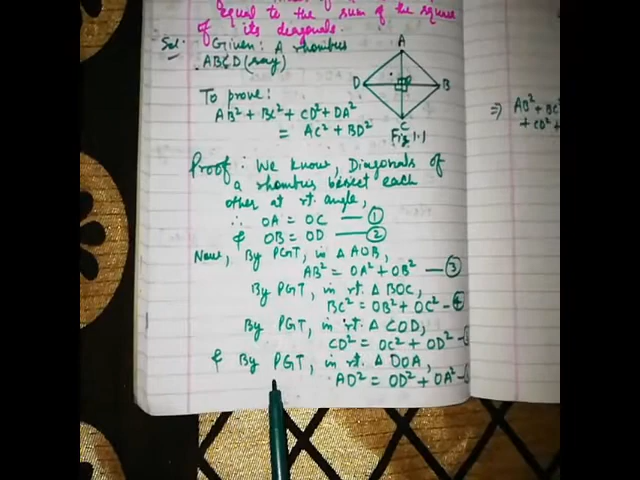 equal to the sum of the square
of its diagonals.
Sol: Given: A rhombus
ABCD (say)
A
D
B
C
Fig 1.1
To prove:
AB² + BC² + CD² + DA²
= AC² + BD²
Proof: We know, Diagonals of
a rhombus bisect each
other at rt. angle,
∴ OA = OC — ①
& OB = OD — ②
Now, By PGT, in Δ AOB,
AB² = OA² + OB² — ③
By PGT, in rt. Δ BOC,
BC² = OB² + OC² - ④
By PGT, in rt. Δ COD,
CD² = OC² + OD² -
& By PGT, in rt. Δ DOA,
AD² = OD² + OA² -
⇒ AB² + BC²
+ CD² +